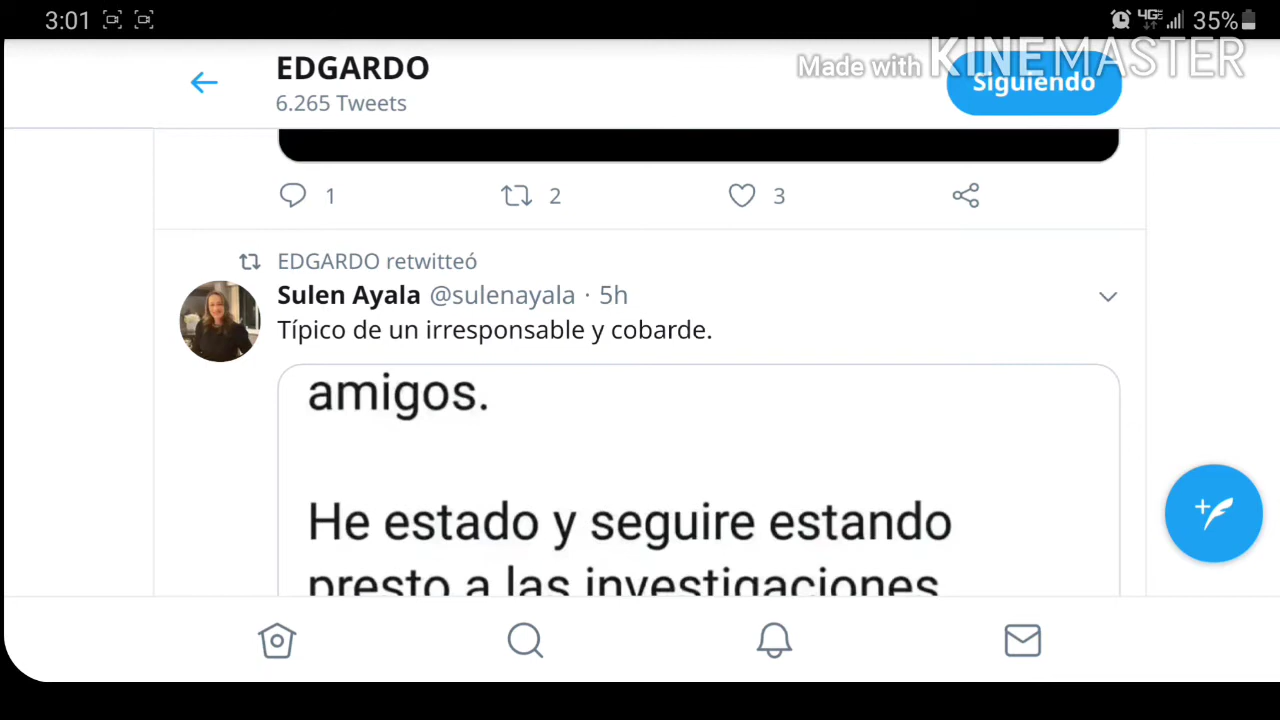 3:01 4GE 35%
Made with KINEMASTER
EDGARDO
6.265 Tweets
Siguiendo
1 2 3
EDGARDO retwitteó
Sulen Ayala @sulenayala · 5h
Típico de un irresponsable y cobarde.
amigos.
He estado y seguire estando
presto a las investigaciones